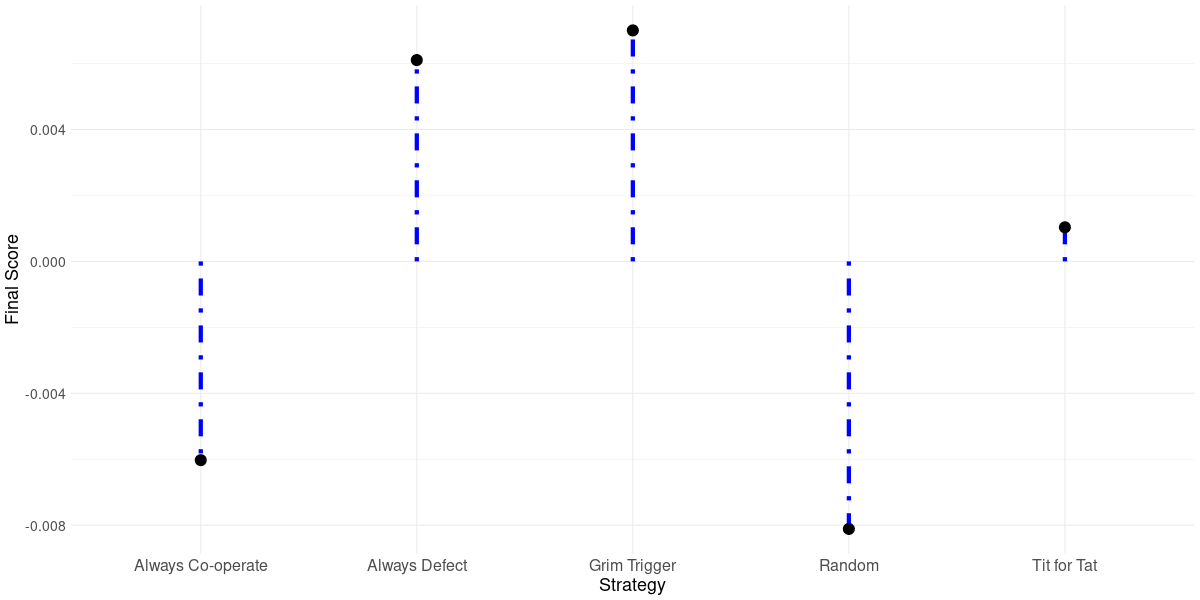 Final Score
0.004
0.000
-0.004
-0.008
Always Co-operate
Always Defect
Grim Trigger
Random
Tit for Tat
Strategy